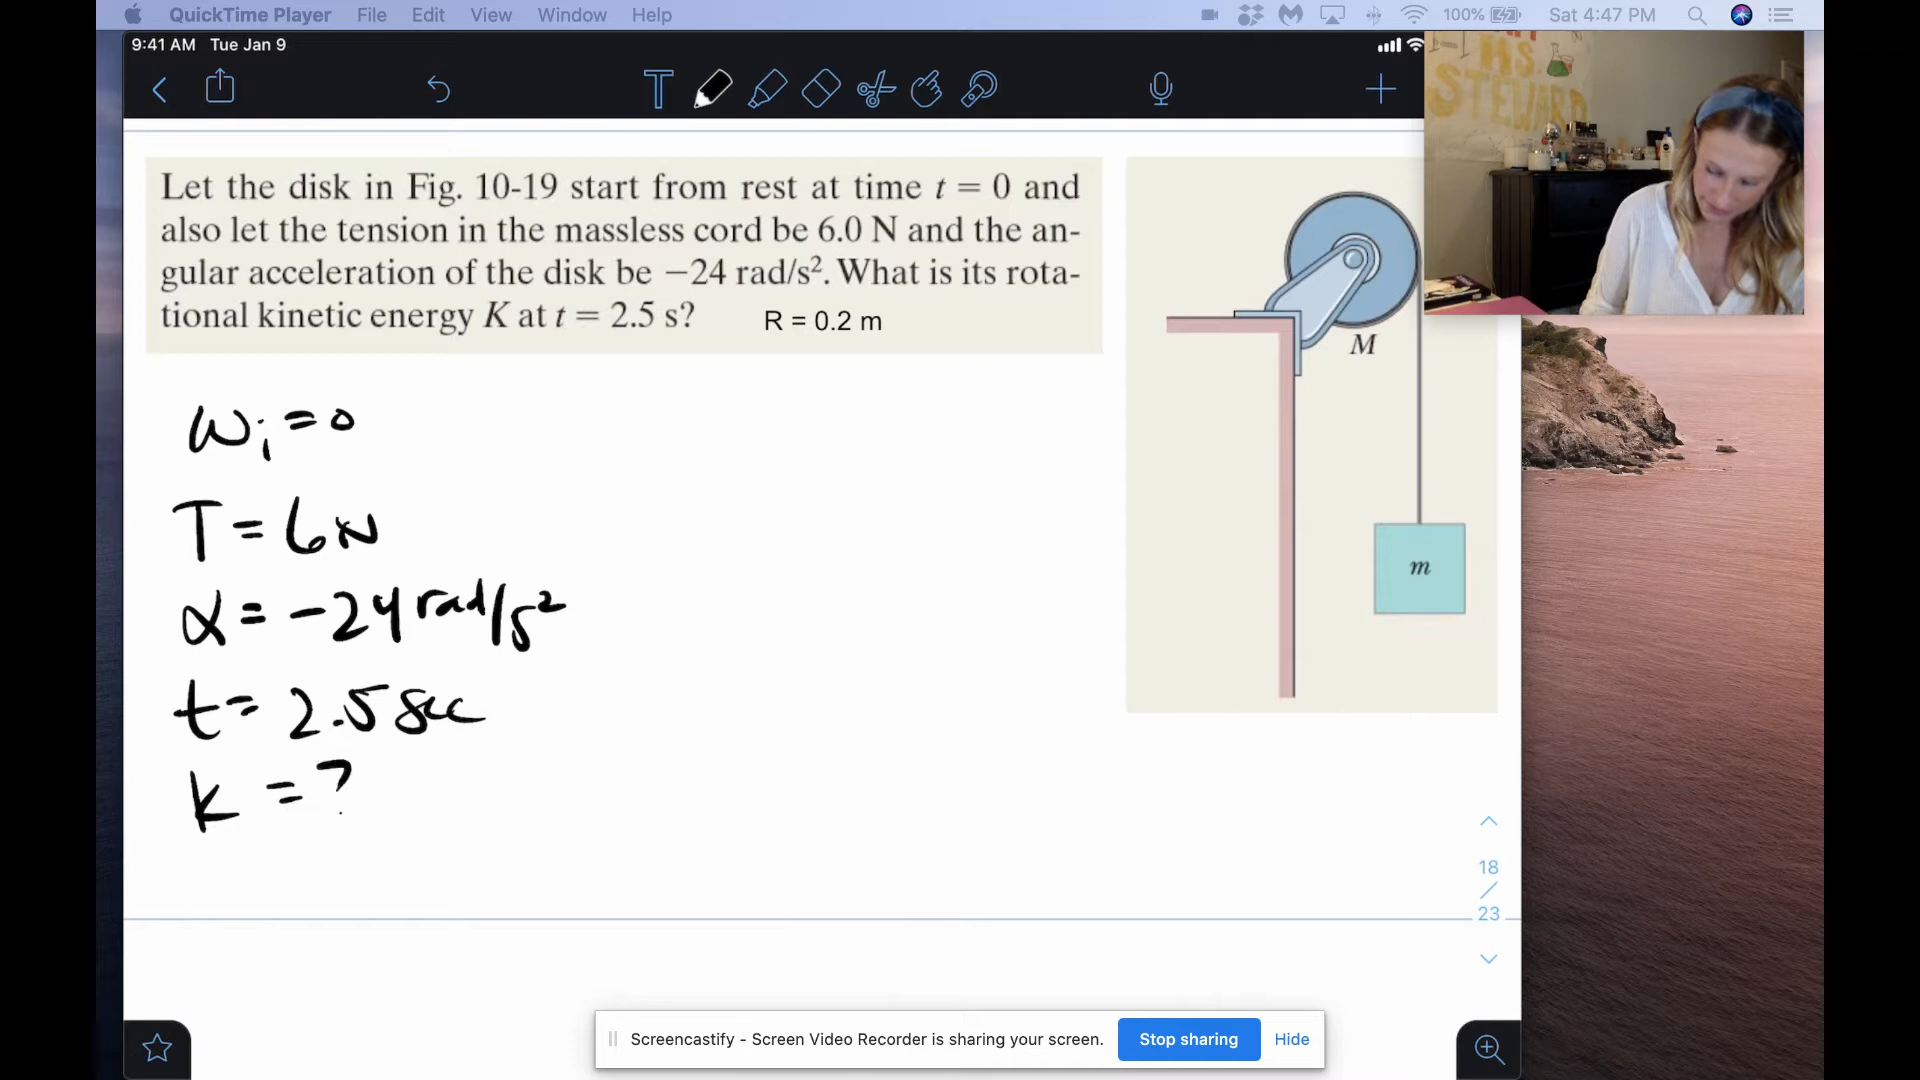 QuickTime Player File Edit View Window Help 100% Sat 4:47 PM
9:41 AM Tue Jan 9
T
HS.
STEWARD
Let the disk in Fig. 10-19 start from rest at time t = 0 and
also let the tension in the massless cord be 6.0 N and the an-
gular acceleration of the disk be −24 rad/s². What is its rota-
tional kinetic energy K at t = 2.5 s? R = 0.2 m
M
m
ωi = 0
T = 6N
α = -24 rad/s²
t = 2.5 sec
k = ?
18
/
23
Screencastify - Screen Video Recorder is sharing your screen. Stop sharing Hide